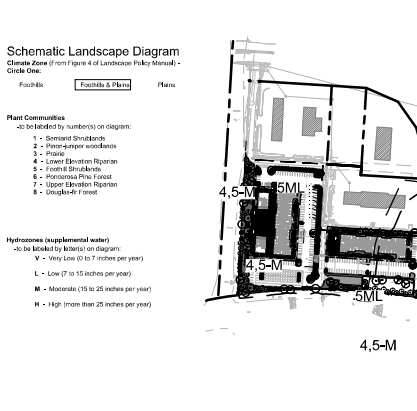 Schematic Landscape Diagram
Climate Zone (From Figure 4 of Landscape Policy Manual) -
Circle One:
Foothills Foothills & Plains Plains
Plant Communities
-to be labeled by number(s) on diagram:
1 - Semiarid Shrublands
2 - Pinon-juniper woodlands
3 - Prairie
4 - Lower Elevation Riparian
5 - Foothill Shrublands
6 - Ponderosa Pine Forest
7 - Upper Elevation Riparian
8 - Douglas-fir Forest
Hydrozones (supplemental water)
-to be labeled by letter(s) on diagram:
V - Very Low (0 to 7 inches per year)
L - Low (7 to 15 inches per year)
M - Moderate (15 to 25 inches per year)
H - High (more than 25 inches per year)
4,5-M
5ML
4,5-M
5ML
4,5-M